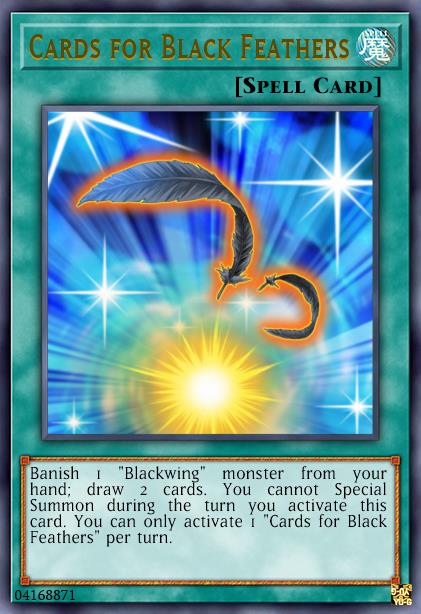 Cards for Black Feathers
SPELL
魔
[Spell Card]
Banish 1 "Blackwing" monster from your
hand; draw 2 cards. You cannot Special
Summon during the turn you activate this
card. You can only activate 1 "Cards for Black
Feathers" per turn.
04168871